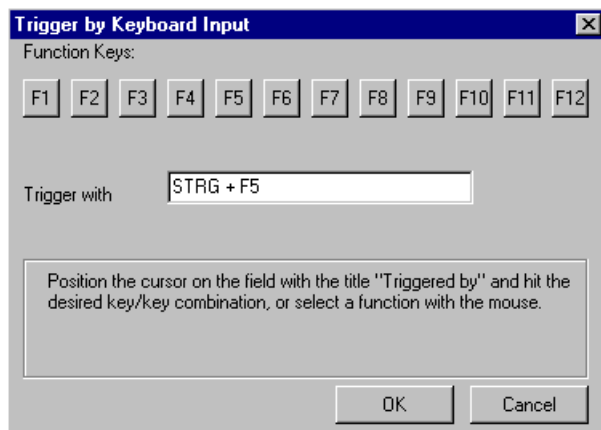 Trigger by Keyboard Input
Function Keys:
F1 F2 F3 F4 F5 F6 F7 F8 F9 F10 F11 F12
Trigger with STRG + F5
Position the cursor on the field with the title "Triggered by" and hit the
desired key/key combination, or select a function with the mouse.
OK Cancel